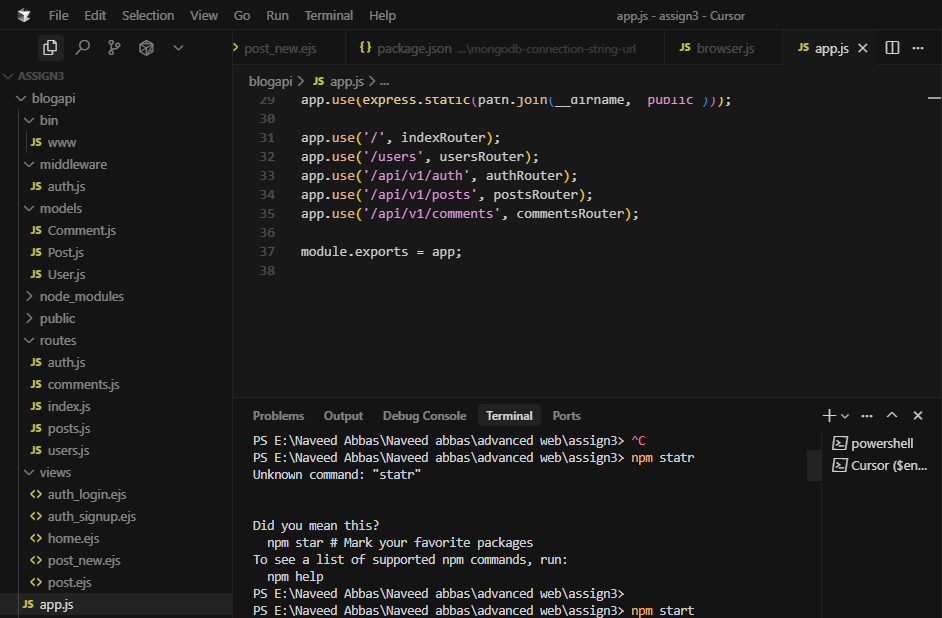 File Edit Selection View Go Run Terminal Help
app.js - assign3 - Cursor
post_new.ejs
{} package.json ...\mongodb-connection-string-url
JS browser.js
JS app.js
ASSIGN3
blogapi
bin
JS www
middleware
JS auth.js
models
JS Comment.js
JS Post.js
JS User.js
node_modules
public
routes
JS auth.js
JS comments.js
JS index.js
JS posts.js
JS users.js
views
<> auth_login.ejs
<> auth_signup.ejs
<> home.ejs
<> post_new.ejs
<> post.ejs
JS app.js
blogapi > JS app.js > ...
29 app.use(express.static(path.join(__dirname, public )));
30
31 app.use('/', indexRouter);
32 app.use('/users', usersRouter);
33 app.use('/api/v1/auth', authRouter);
34 app.use('/api/v1/posts', postsRouter);
35 app.use('/api/v1/comments', commentsRouter);
36
37 module.exports = app;
38
Problems Output Debug Console Terminal Ports
PS E:\Naveed Abbas\Naveed abbas\advanced web\assign3> ^C
PS E:\Naveed Abbas\Naveed abbas\advanced web\assign3> npm statr
Unknown command: "statr"
Did you mean this?
npm star # Mark your favorite packages
To see a list of supported npm commands, run:
npm help
PS E:\Naveed Abbas\Naveed abbas\advanced web\assign3>
PS E:\Naveed Abbas\Naveed abbas\advanced web\assign3> npm start
powershell
Cursor ($en...